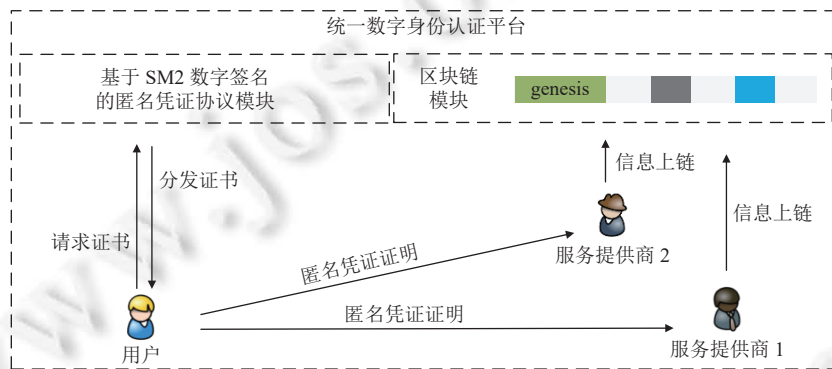 统一数字身份认证平台
基于 SM2 数字签名
的匿名凭证协议模块
区块链
模块
genesis
分发证书
请求证书
信息上链
信息上链
匿名凭证证明
服务提供商 2
匿名凭证证明
用户
服务提供商 1
www.jos.